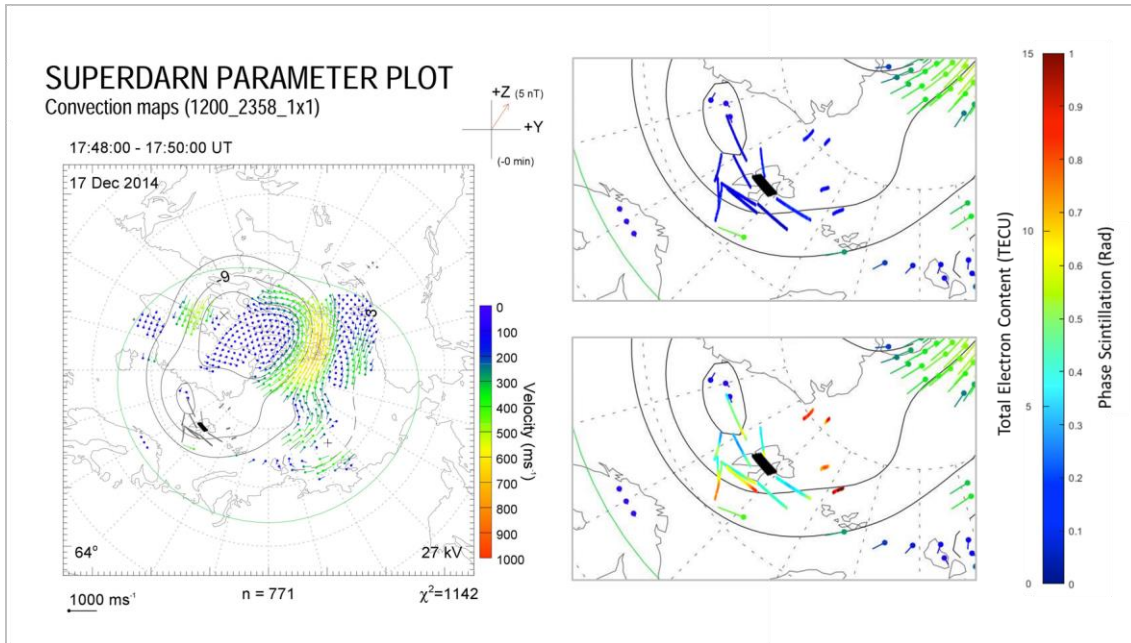 SUPERDARN PARAMETER PLOT
Convection maps (1200_2358_1x1)
+Z (5 nT)
+Y
(-0 min)
17:48:00 - 17:50:00 UT
17 Dec 2014
-9
3
64°
27 kV
1000 ms-1
n = 771
χ2=1142
0
100
200
300
400
500
600
700
800
900
1000
Velocity (ms-1)
Total Electron Content (TECU)
15
10
5
0
1
0.9
0.8
0.7
0.6
0.5
0.4
0.3
0.2
0.1
0
Phase Scintillation (Rad)